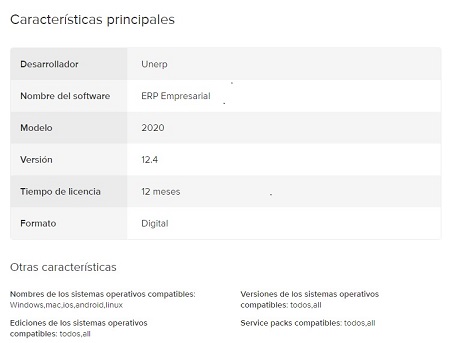 Características principales
Desarrollador Unerp
Nombre del software ERP Empresarial
Modelo 2020
Versión 12.4
Tiempo de licencia 12 meses
Formato Digital
Otras características
Nombres de los sistemas operativos compatibles:
Windows,mac,ios,android,linux
Versiones de los sistemas operativos
compatibles: todos,all
Ediciones de los sistemas operativos
compatibles: todos,all
Service packs compatibles: todos,all